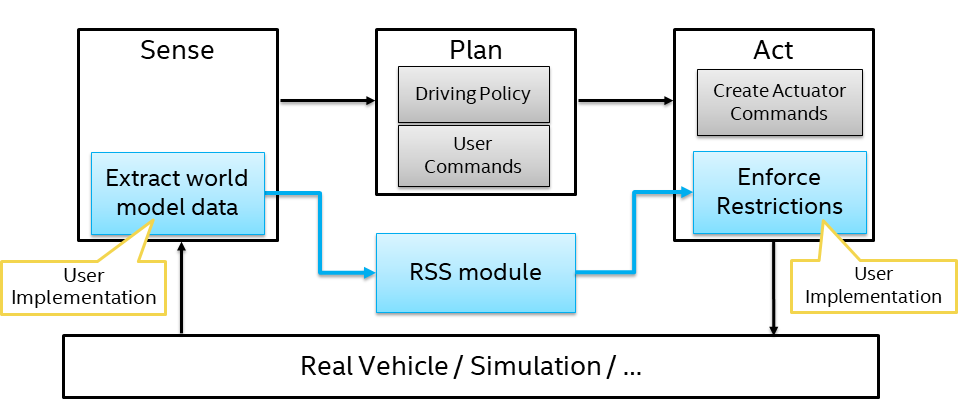 Sense
Plan
Act
Driving Policy
User
Commands
Create Actuator
Commands
Extract world
model data
Enforce
Restrictions
RSS module
User
Implementation
User
Implementation
Real Vehicle / Simulation / ...